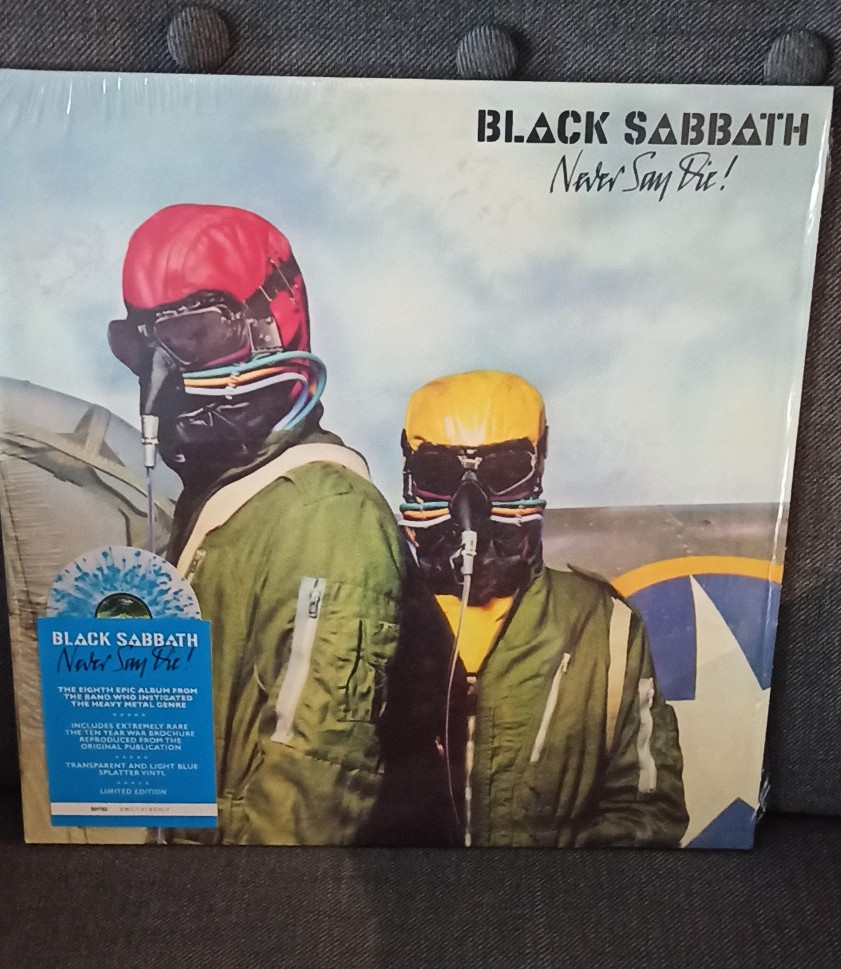 BLACK SABBATH
Never Say Die!
BLACK SABBATH
Never Say Die!
THE EIGHTH EPIC ALBUM FROM
THE BAND WHO INSTIGATED
THE HEAVY METAL GENRE
INCLUDES EXTREMELY RARE
THE TEN YEAR WAR BROCHURE
REPRODUCED FROM THE
ORIGINAL PUBLICATION
TRANSPARENT AND LIGHT BLUE
SPLATTER VINYL
LIMITED EDITION